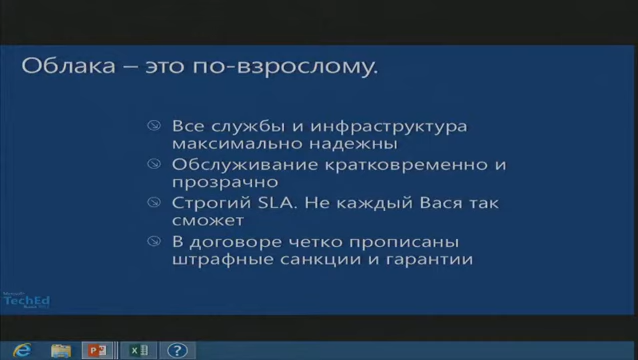 Облака – это по-взрослому.
Все службы и инфраструктура
максимально надежны
Обслуживание кратковременно и
прозрачно
Строгий SLA. Не каждый Вася так
сможет
В договоре четко прописаны
штрафные санкции и гарантии
Microsoft
TechEd